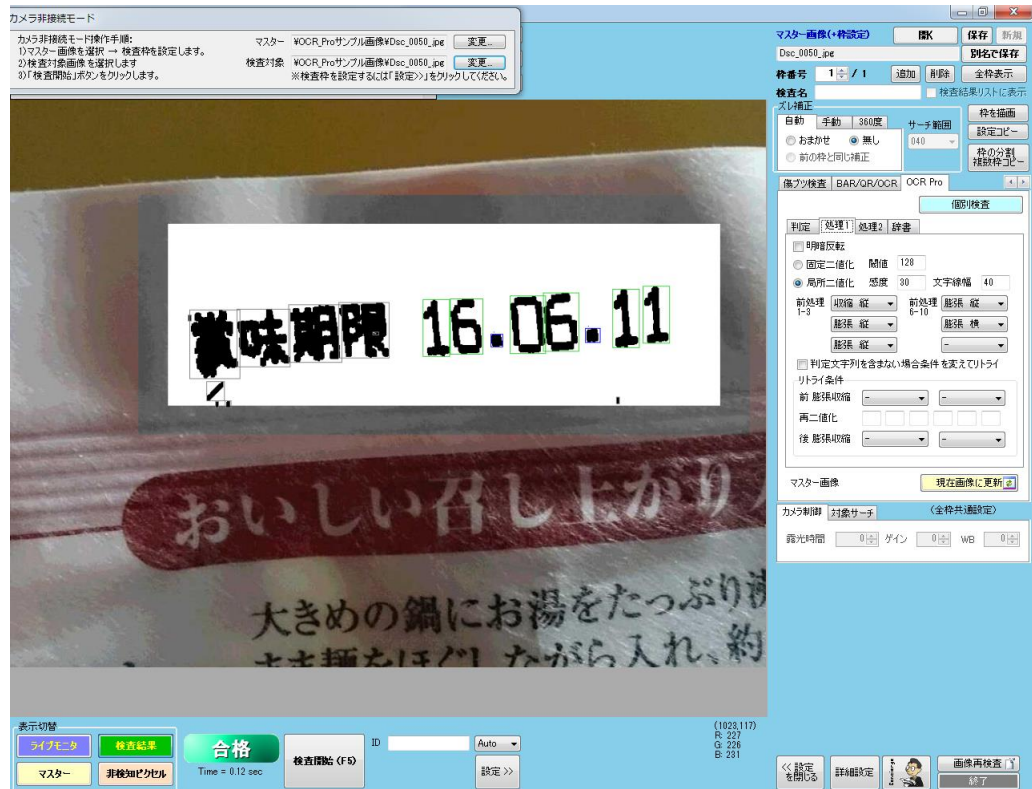 カメラ非接続モード
カメラ非接続モード操作手順:
1)マスター画像を選択 → 検査枠を設定します。
2)検査対象画像を選択します
3)「検査開始」ボタンをクリックします。
マスター ¥OCR_Proサンプル画像¥Dsc_0050_.jpg 変更...
検査対象 ¥OCR_Proサンプル画像¥Dsc_0050_.jpg 変更...
※検査枠を設定するには「設定>>」をクリックしてください。
賞味期限 16.06.11
おいしい召し上がり
大きめの鍋にお湯をたっぷり沸
まま麺をほぐしながら入れ、約
マスター画像(+枠設定) 開K 保存 新規
Dsc_0050_.jpg 別名で保存
枠番号 1 / 1 追加 削除 全枠表示
検査名 検査結果リストに表示
ズレ補正
自動 手動 360度 サーチ範囲 枠を描画
おまかせ 無し 040 設定コピー
前の枠と同じ補正 枠の分割
複数枠コピー
傷ブツ検査 BAR/QR/OCR OCR Pro
個別検査
判定 処理1 処理2 辞書
明暗反転
固定二値化 閾値 128
局所二値化 感度 30 文字線幅 40
前処理 1-3 収縮 縦 前処理 6-10 膨張 縦
膨張 縦 膨張 横
膨張 縦 -
判定文字列を含まない場合条件を変えてリトライ
リトライ条件
前 膨張収縮 - -
再二値化
後 膨張収縮 - -
マスター画像 現在画像に更新
カメラ制御 対象サーチ (全枠共通設定)
露光時間 0 ゲイン 0 WB 0
表示切替
ライブモニタ 検査結果
マスター 非検知ピクセル
合格
Time = 0.12 sec
検査開始 (F5)
ID Auto
設定 >>
(1023,117)
R: 227
G: 226
B: 231
<< 設定を閉じる 詳細設定 画像再検査
終了